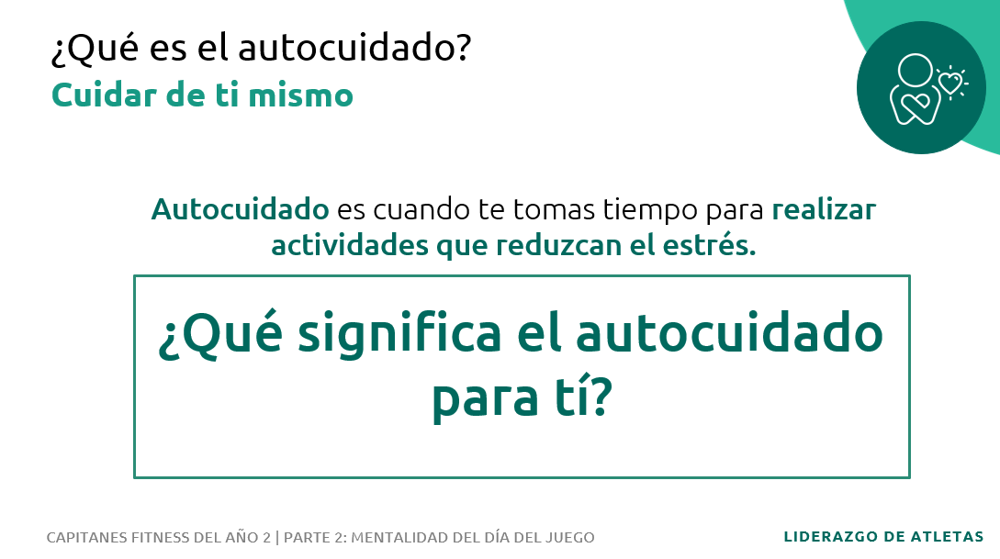 ¿Qué es el autocuidado?
Cuidar de ti mismo
Autocuidado es cuando te tomas tiempo para realizar
actividades que reduzcan el estrés.
¿Qué significa el autocuidado
para tí?
CAPITANES FITNESS DEL AÑO 2 | PARTE 2: MENTALIDAD DEL DÍA DEL JUEGO
LIDERAZGO DE ATLETAS